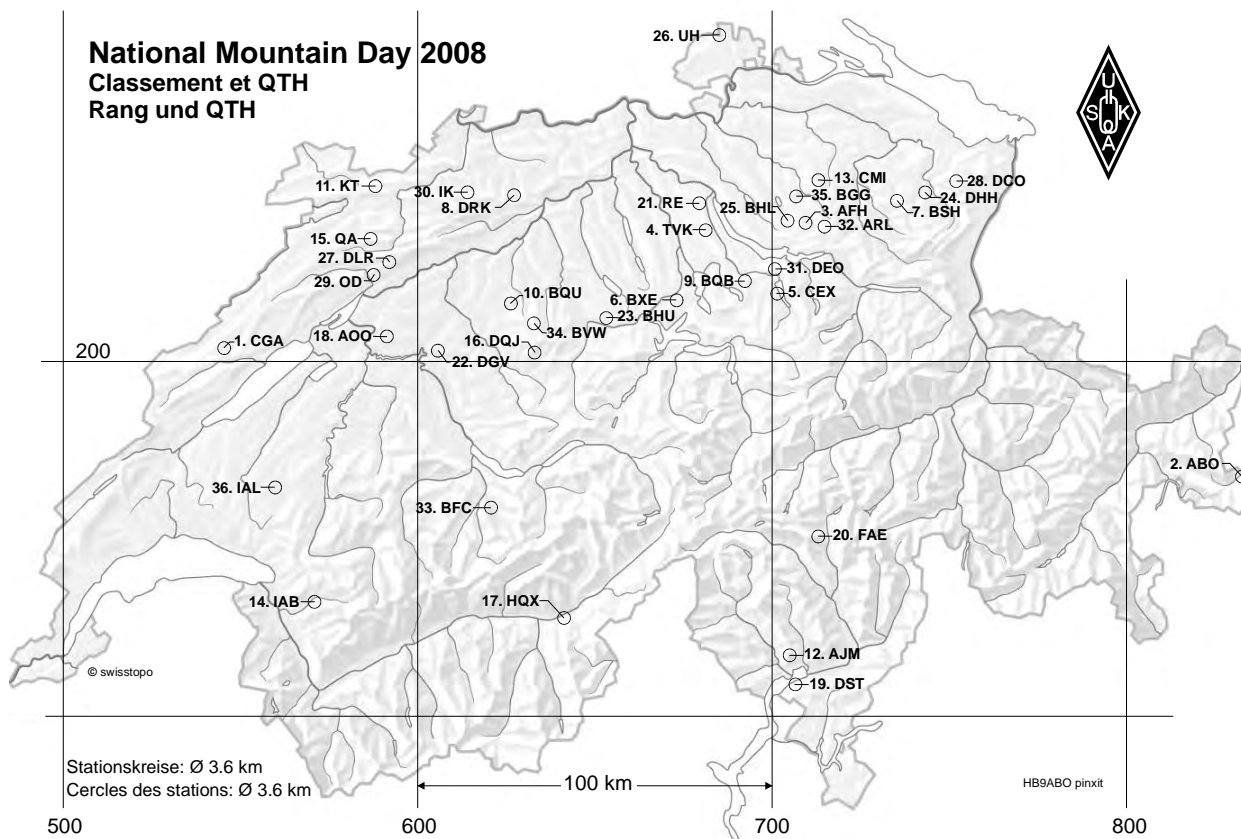 National Mountain Day 2008
Classement et QTH
Rang und QTH
26. UH
U
S K
A
11. KT
30. IK
8. DRK
13. CMI
28. DCO
35. BGG
24. DHH
21. RE
25. BHL
3. AFH
7. BSH
4. TVK
32. ARL
15. QA
27. DLR
29. OD
31. DEO
9. BQB
5. CEX
10. BQU
6. BXE
23. BHU
34. BVW
18. AOO
1. CGA
16. DQJ
22. DGV
200
2. ABO
36. IAL
33. BFC
20. FAE
14. IAB
17. HQX
12. AJM
© swisstopo
19. DST
Stationskreise: Ø 3.6 km
Cercles des stations: Ø 3.6 km
100 km
HB9ABO pinxit
500 600 700 800